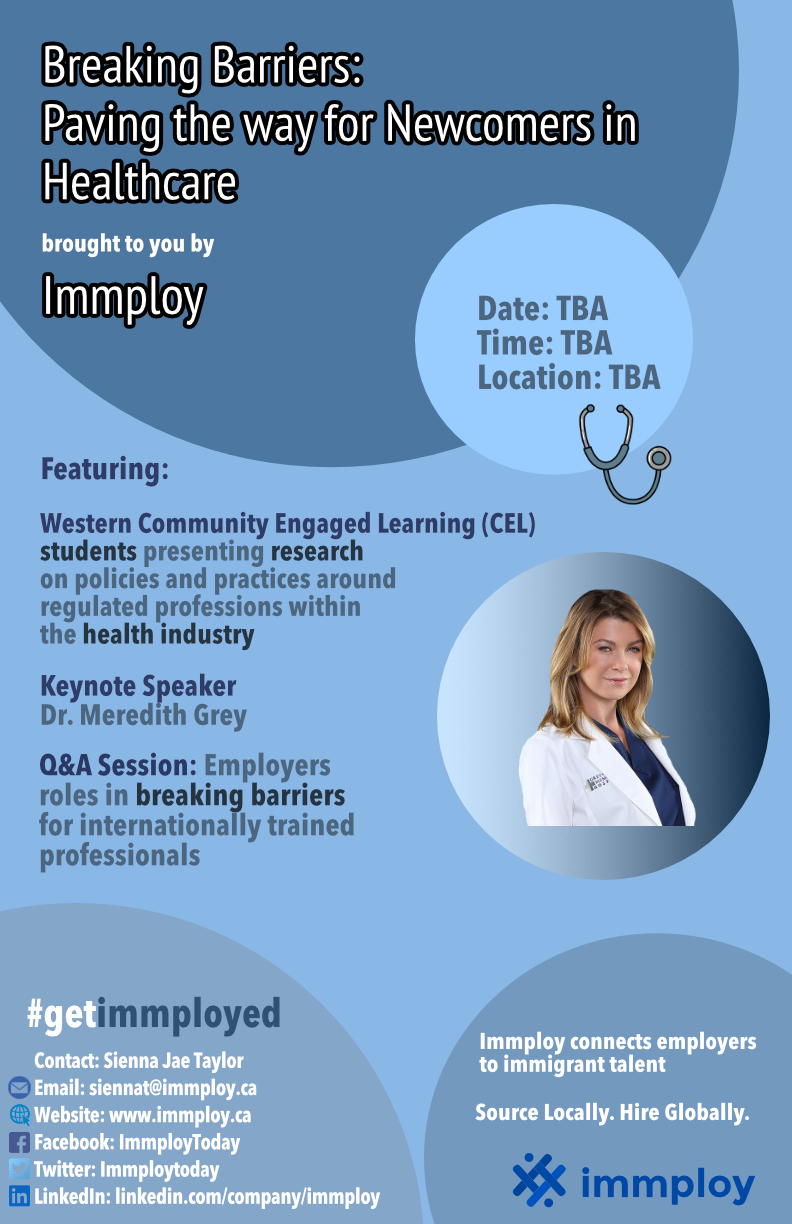 Breaking Barriers:
Paving the way for Newcomers in
Healthcare
brought to you by
Immploy
Date: TBA
Time: TBA
Location: TBA
Featuring:
Western Community Engaged Learning (CEL)
students presenting research
on policies and practices around
regulated professions within
the health industry
Keynote Speaker
Dr. Meredith Grey
Q&A Session: Employers
roles in breaking barriers
for internationally trained
professionals
#getimmployed
Contact: Sienna Jae Taylor
Email: siennat@immploy.ca
Website: www.immploy.ca
Facebook: ImmployToday
Twitter: Immploytoday
LinkedIn: linkedin.com/company/immploy
Immploy connects employers
to immigrant talent
Source Locally. Hire Globally.
immploy